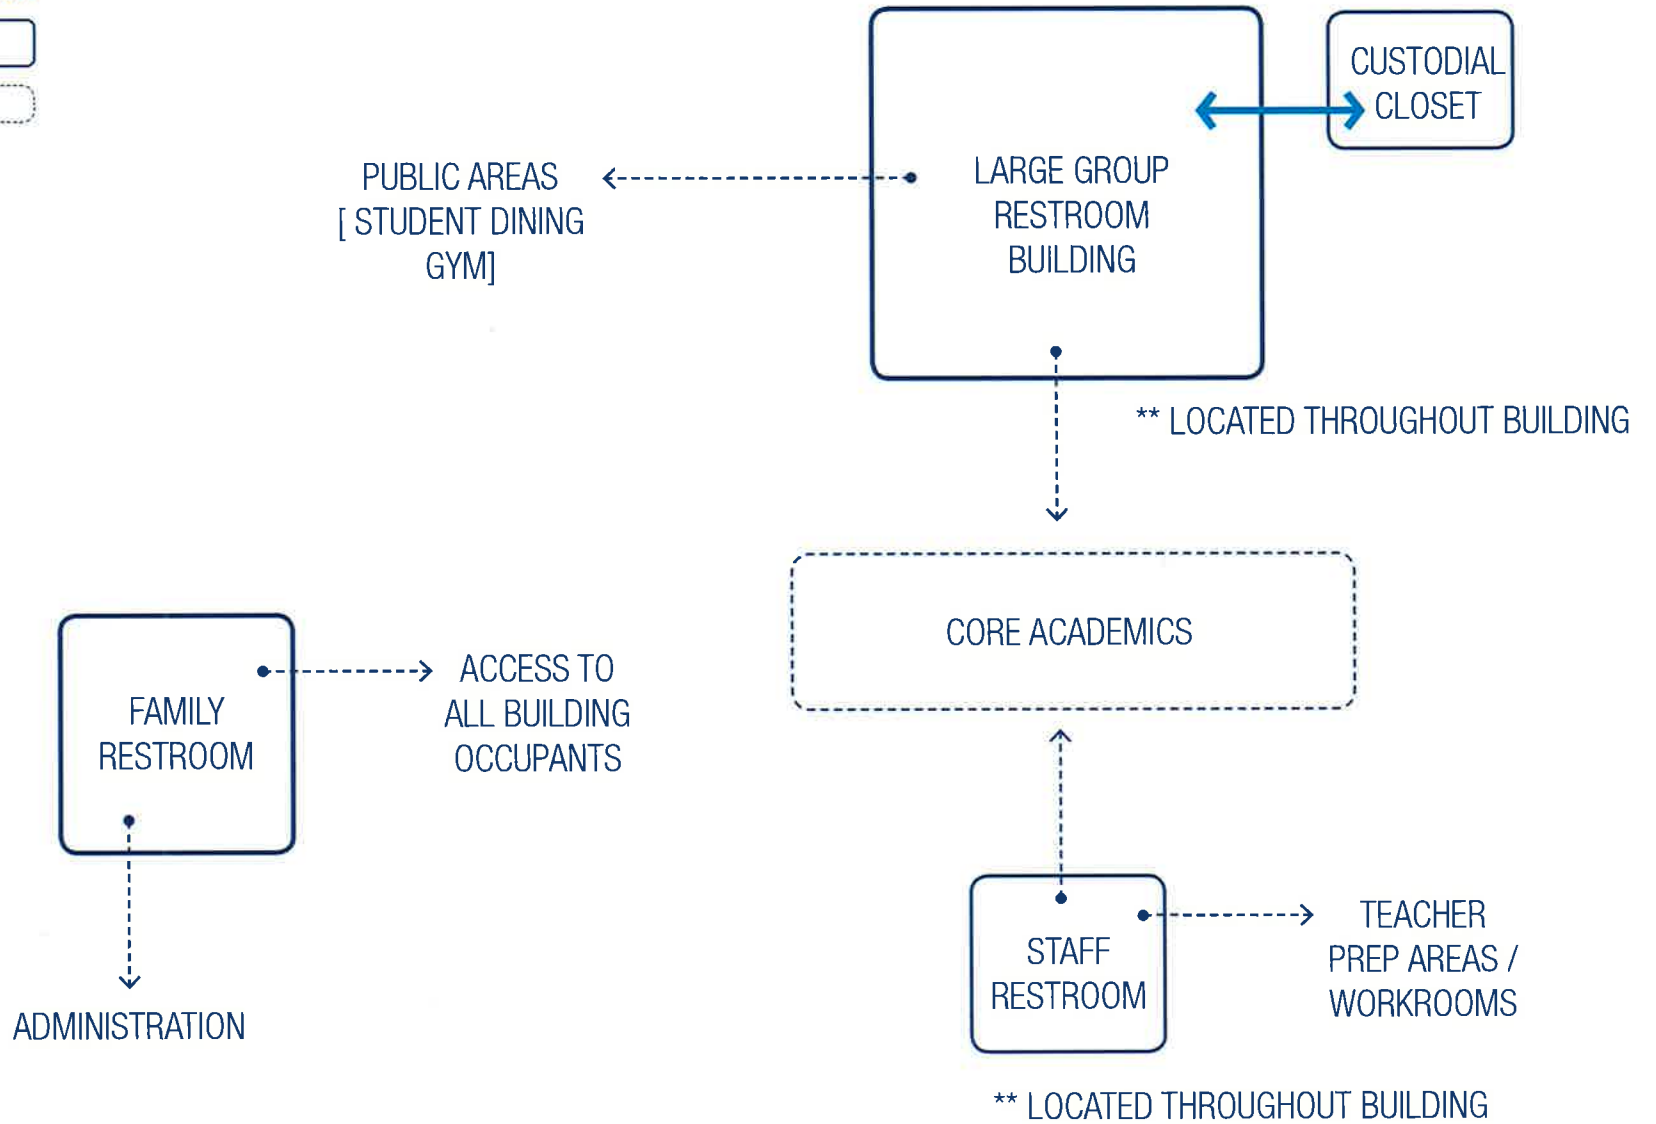 CUSTODIAL
CLOSET
LARGE GROUP
RESTROOM
BUILDING
PUBLIC AREAS
[ STUDENT DINING
GYM]
** LOCATED THROUGHOUT BUILDING
CORE ACADEMICS
FAMILY
RESTROOM
ACCESS TO
ALL BUILDING
OCCUPANTS
ADMINISTRATION
STAFF
RESTROOM
TEACHER
PREP AREAS /
WORKROOMS
** LOCATED THROUGHOUT BUILDING